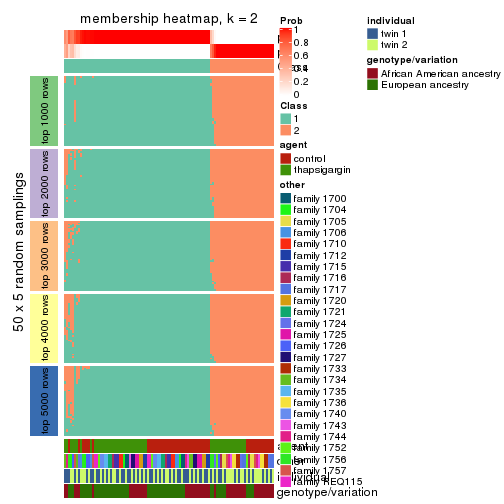 membership heatmap, k = 2
50 x 5 random samplings
top 1000 rows
top 2000 rows
top 3000 rows
top 4000 rows
top 5000 rows
Prob
1
0.8
0.6
0.4
0.2
0
Class
1
2
agent
control
thapsigargin
other
family 1700
family 1704
family 1705
family 1706
family 1710
family 1712
family 1715
family 1716
family 1717
family 1720
family 1721
family 1724
family 1725
family 1726
family 1727
family 1733
family 1734
family 1735
family 1736
family 1740
family 1743
family 1744
family 1752
family 1756
family 1757
family REQ115
individual
twin 1
twin 2
genotype/variation
African American ancestry
European ancestry
individual
genotype/variation